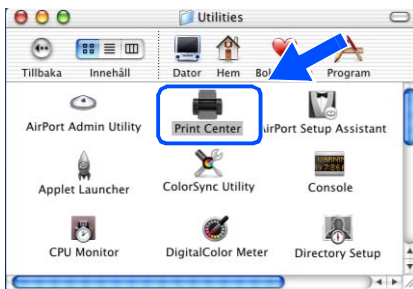 Utilities
Tillbaka Innehåll Dator Hem Program
AirPort Admin Utility Print Center AirPort Setup Assistant
Applet Launcher ColorSync Utility Console
CPU Monitor DigitalColor Meter Directory Setup